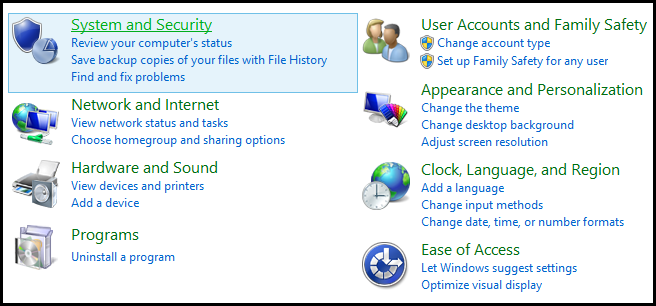 System and Security
Review your computer's status
Save backup copies of your files with File History
Find and fix problems
Network and Internet
View network status and tasks
Choose homegroup and sharing options
Hardware and Sound
View devices and printers
Add a device
Programs
Uninstall a program
User Accounts and Family Safety
Change account type
Set up Family Safety for any user
Appearance and Personalization
Change the theme
Change desktop background
Adjust screen resolution
Clock, Language, and Region
Add a language
Change input methods
Change date, time, or number formats
Ease of Access
Let Windows suggest settings
Optimize visual display